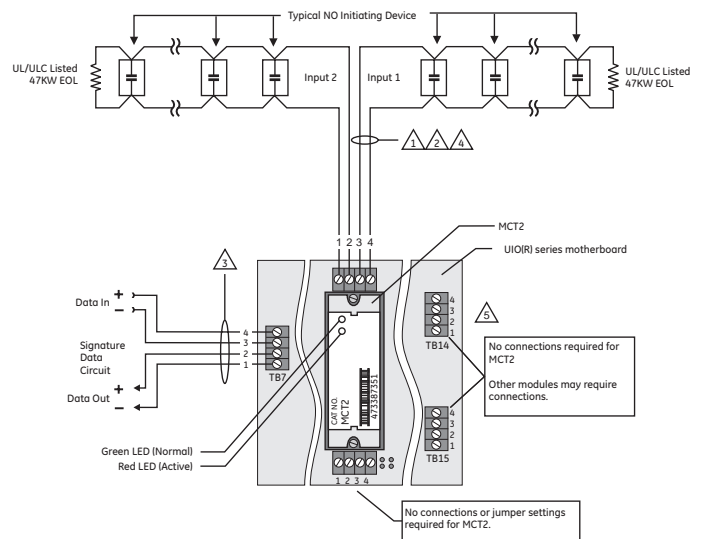 Typical NO Initiating Device
UL/ULC Listed
47KW EOL
Input 2
Input 1
UL/ULC Listed
47KW EOL
1
2
4
1 2 3 4
MCT2
UIO(R) series motherboard
3
5
Data In
+
−
Signature
Data
Circuit
+
Data Out
−
4
3
2
1
TB7
CAT NO.
MCT2
473387351
4
3
2
1
TB14
No connections required for
MCT2
Other modules may require
connections.
4
3
2
1
TB15
Green LED (Normal)
Red LED (Active)
1 2 3 4
No connections or jumper settings
required for MCT2.